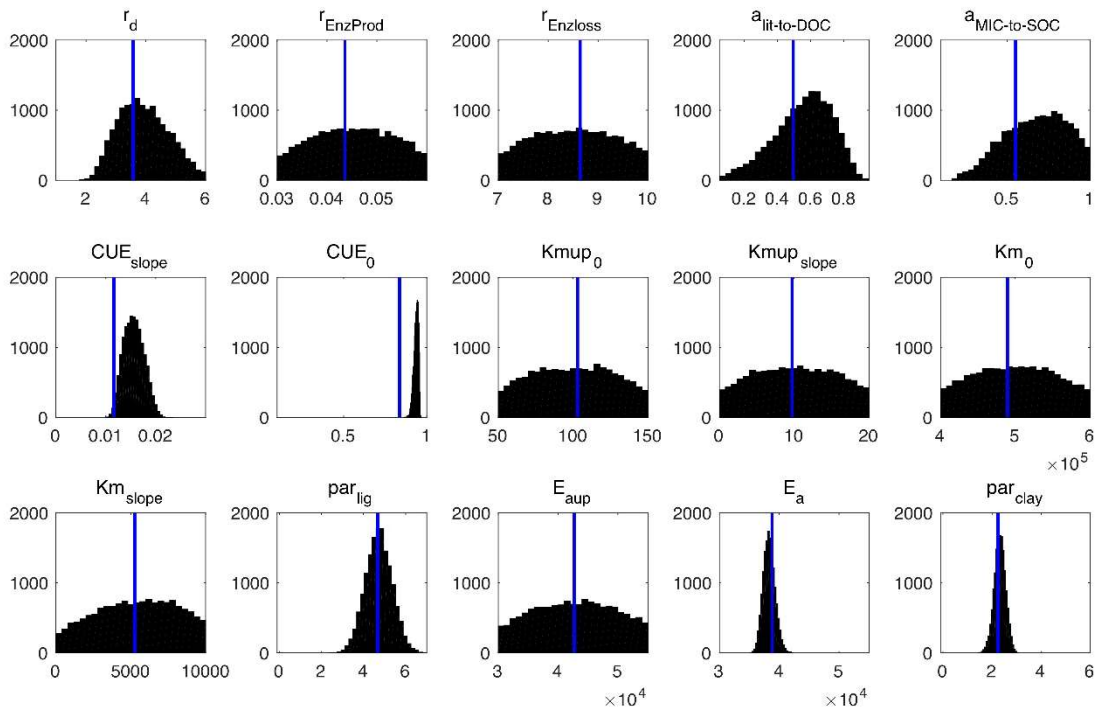 r_d r_EnzProd r_Enzloss a_lit-to-DOC a_MIC-to-SOC
2000 2000 2000 2000 2000
1000 1000 1000 1000 1000
0 0 0 0 0
2 4 6 0.03 0.04 0.05 7 8 9 10 0.2 0.4 0.6 0.8 0.5 1
CUE_slope CUE_0 Kmup_0 Kmup_slope Km_0
2000 2000 2000 2000 2000
1000 1000 1000 1000 1000
0 0 0 0 0
0 0.01 0.02 0.5 1 50 100 150 0 10 20 4 5 6
×10^5
Km_slope par_lig E_aup E_a par_clay
2000 2000 2000 2000 2000
1000 1000 1000 1000 1000
0 0 0 0 0
0 5000 10000 0 2 4 6 3 4 5 3 4 5 0 2 4 6
×10^4 ×10^4